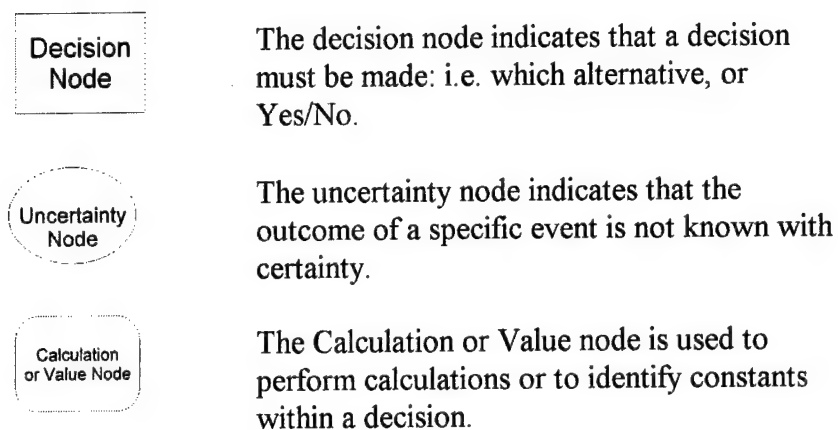 Decision
Node
The decision node indicates that a decision
must be made: i.e. which alternative, or
Yes/No.
Uncertainty
Node
The uncertainty node indicates that the
outcome of a specific event is not known with
certainty.
Calculation
or Value Node
The Calculation or Value node is used to
perform calculations or to identify constants
within a decision.